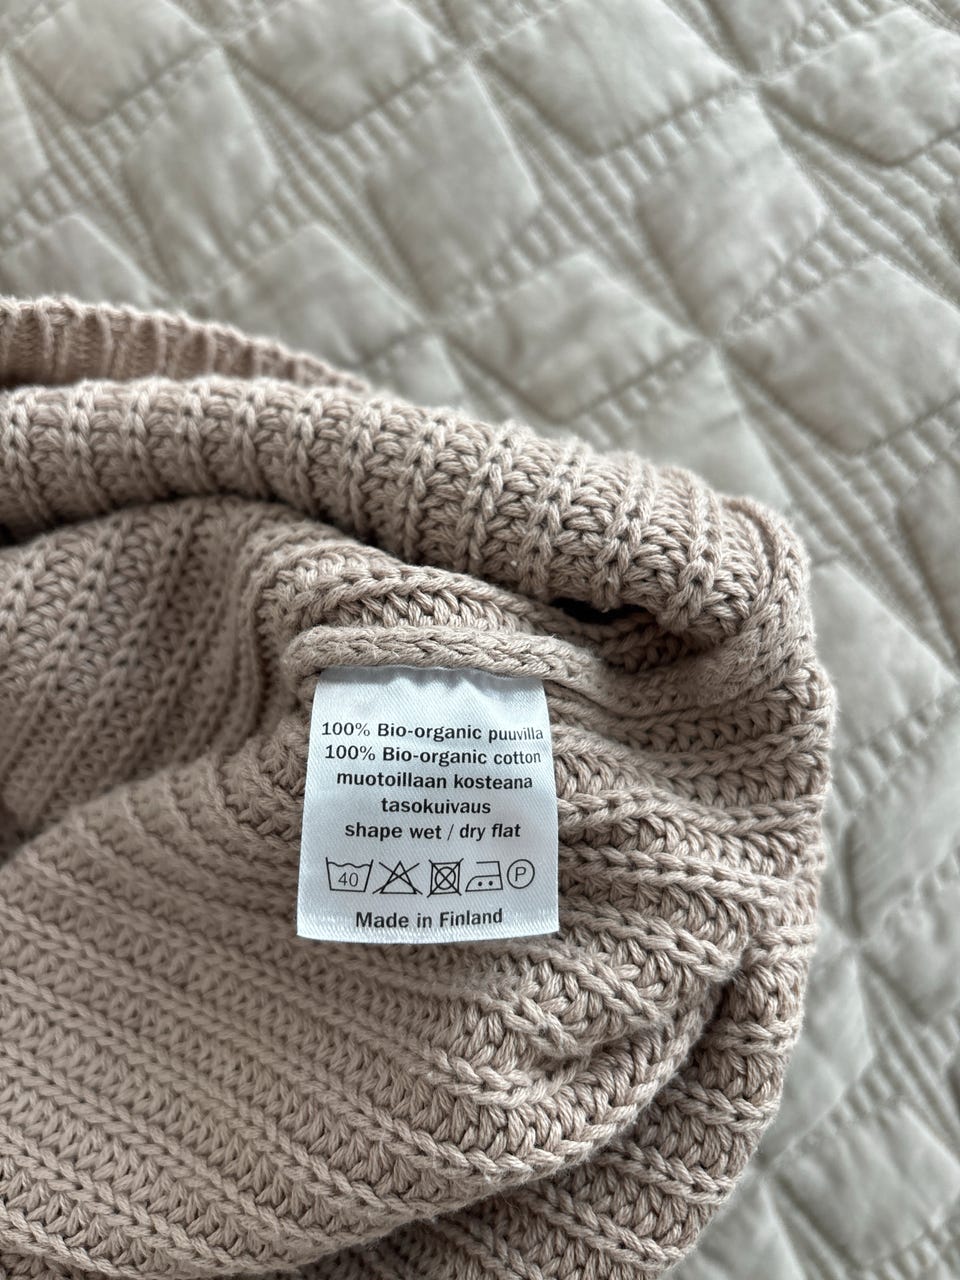 100% Bio-organic puuvilla
100% Bio-organic cotton
muotoillaan kosteana
tasokuivaus
shape wet / dry flat
40 P
Made in Finland